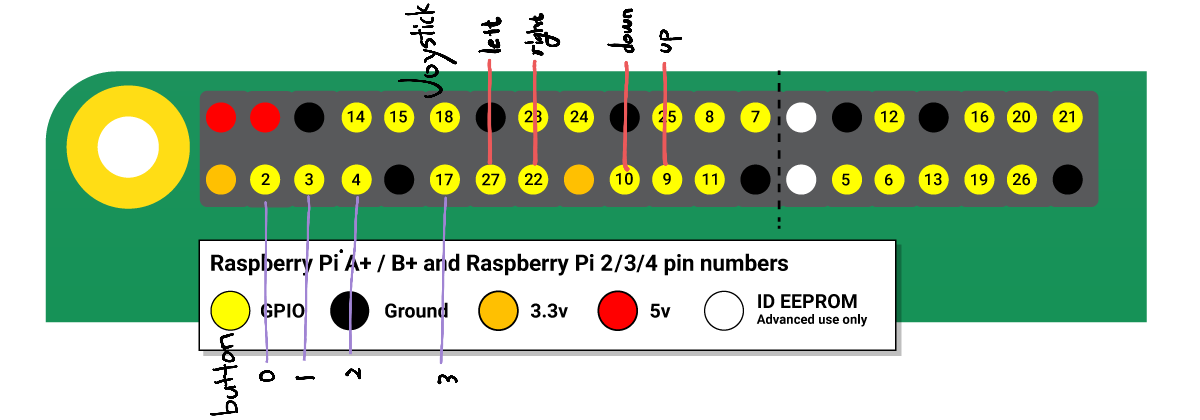 Joystick left right down up
14 15 18 23 24 25 8 7 12 16 20 21
2 3 4 17 27 22 10 9 11 5 6 13 19 26
Raspberry Pi A+ / B+ and Raspberry Pi 2/3/4 pin numbers
GPIO Ground 3.3v 5v ID EEPROM
Advanced use only
button 0 1 2 3